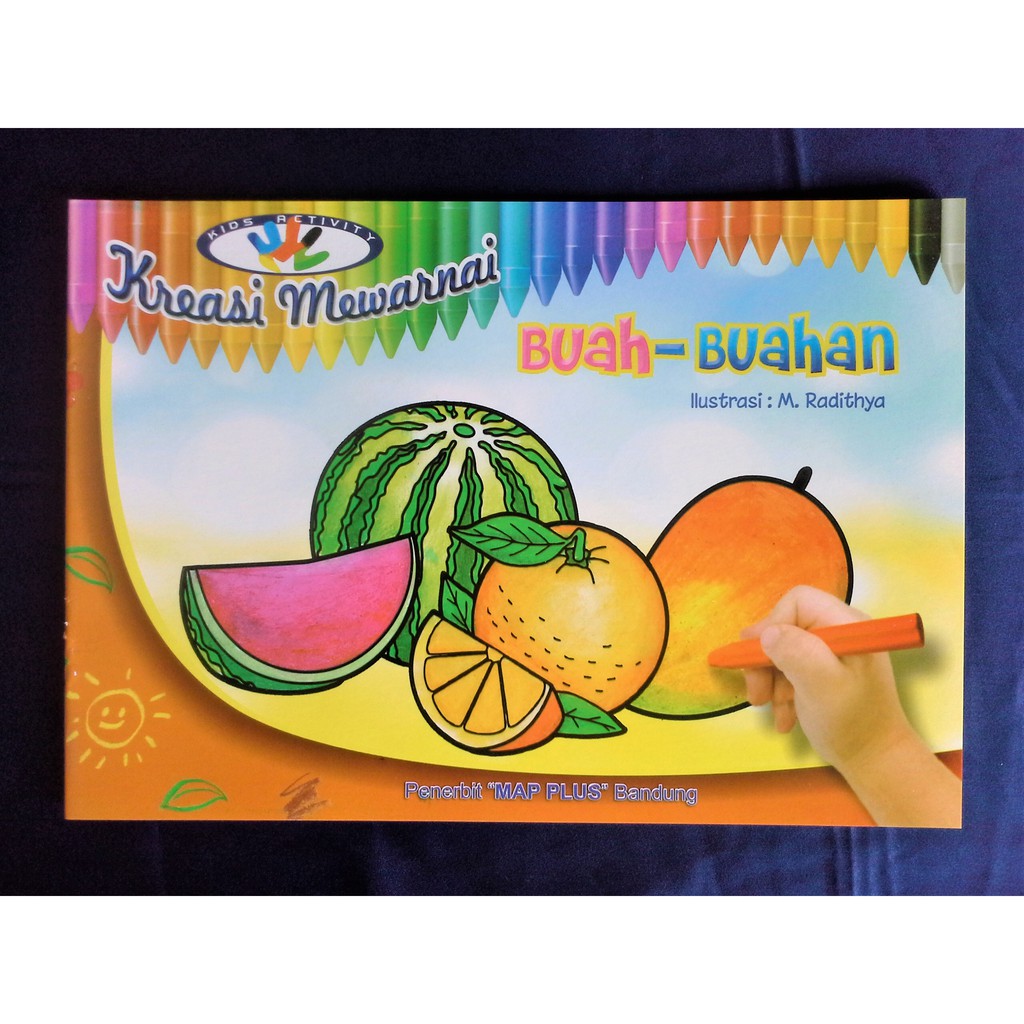 KIDS ACTIVITY
Kreasi Mewarnai
Buah-Buahan
Ilustrasi : M. Radithya
Penerbit "MAP PLUS" Bandung